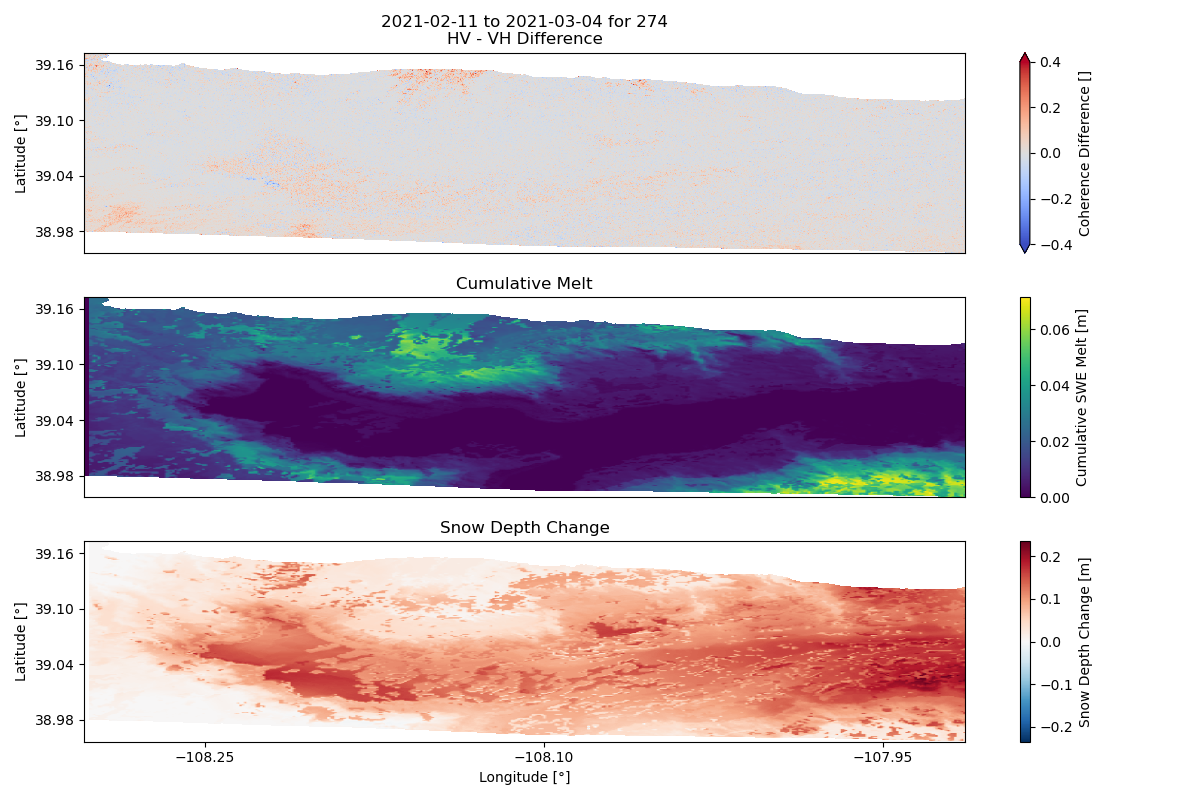 2021-02-11 to 2021-03-04 for 274
HV - VH Difference
39.16
39.10
39.04
38.98
Latitude [°]
0.4
0.2
0.0
−0.2
−0.4
Coherence Difference []
Cumulative Melt
39.16
39.10
39.04
38.98
Latitude [°]
0.06
0.04
0.02
0.00
Cumulative SWE Melt [m]
Snow Depth Change
39.16
39.10
39.04
38.98
Latitude [°]
0.2
0.1
0.0
−0.1
−0.2
Snow Depth Change [m]
−108.25 −108.10 −107.95
Longitude [°]